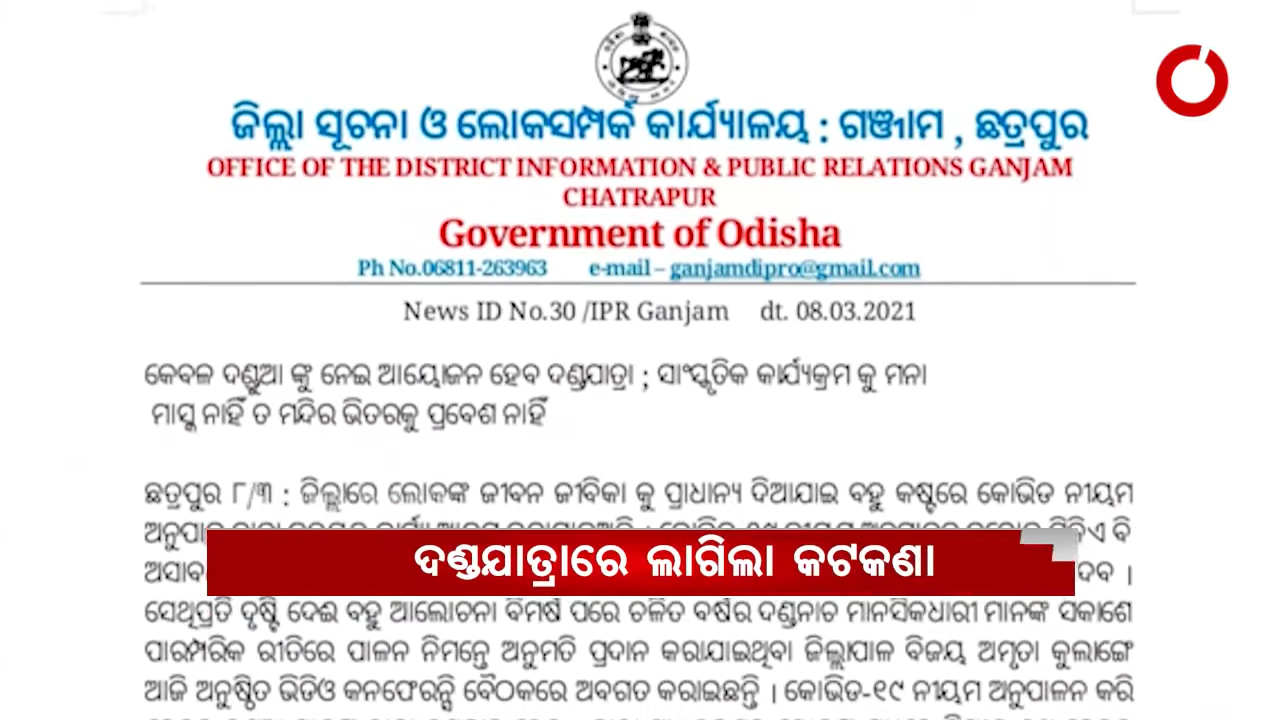 ଜିଲ୍ଲା ସୂଚନା ଓ ଲୋକସମ୍ପର୍କ କାର୍ଯ୍ୟାଳୟ : ଗଞ୍ଜାମ , ଛତ୍ରପୁର
OFFICE OF THE DISTRICT INFORMATION & PUBLIC RELATIONS GANJAM
CHATRAPUR
Government of Odisha
Ph No.06811-263963 e-mail – ganjamdipro@gmail.com
News ID No.30 /IPR Ganjam dt. 08.03.2021
କେବଳ ଦଣ୍ଡୁଆ ଙ୍କୁ ନେଇ ଆୟୋଜନ ହେବ ଦଣ୍ଡଯାତ୍ରା ; ସାଂସ୍କୃତିକ କାର୍ଯ୍ୟକ୍ରମ କୁ ମନା
ମାସ୍କ ନାହିଁ ତ ମନ୍ଦିର ଭିତରକୁ ପ୍ରବେଶ ନାହିଁ
ଛତ୍ରପୁର ୮/୩ : ଜିଲ୍ଲାରେ ଲୋକଙ୍କ ଜୀବନ ଜୀବିକା କୁ ପ୍ରାଧାନ୍ୟ ଦିଆଯାଇ ବହୁ କଷ୍ଟରେ କୋଭିଡ ନୀୟମ
ବି
ଦଣ୍ଡଯାତ୍ରାରେ ଲାଗିଲା କଟକଣା
ସେଥିପ୍ରତି ଦୃଷ୍ଟି ଦେଇ ବହୁ ଆଲୋଚନା ବିମର୍ଷ ପରେ ଚଳିତ ବର୍ଷର ଦଣ୍ଡନାଚ ମାନସିକଧାରୀ ମାନଙ୍କ ସକାଶେ
ପାରମ୍ପରିକ ରୀତିରେ ପାଳନ ନିମନ୍ତେ ଅନୁମତି ପ୍ରଦାନ କରାଯାଇଥିବା ଜିଲ୍ଲାପାଳ ବିଜୟ ଅମୃତା କୁଲାଙ୍ଗେ
ଆଜି ଅନୁଷ୍ଠିତ ଭିଡିଓ କନଫେରନ୍ସି ବୈଠକରେ ଅବଗତ କରାଇଛନ୍ତି । କୋଭିଡ-୧୯ ନୀୟମ ଅନୁପାଳନ କରି